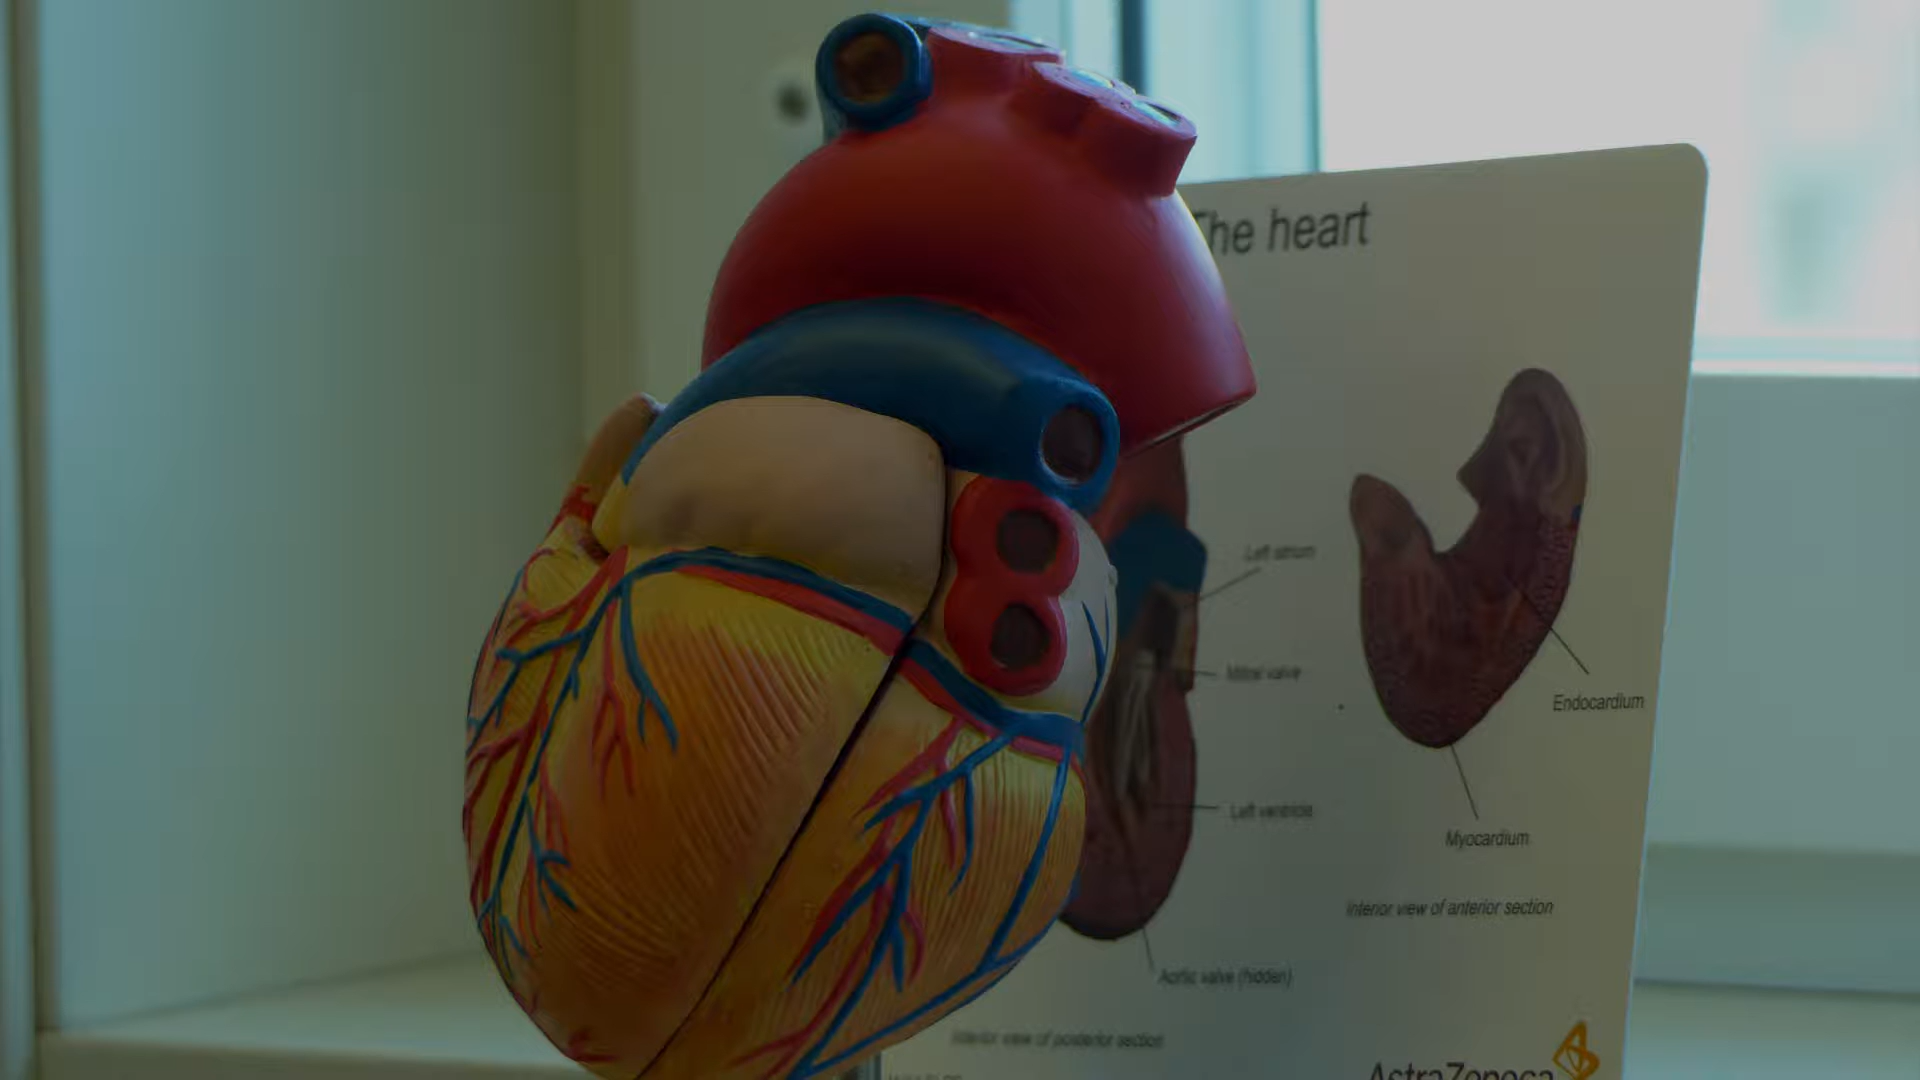 The heart
Left atrium
Mitral valve
Endocardium
Left ventricle
Myocardium
Interior view of anterior section
Aortic valve (hidden)
Interior view of posterior section
AstraZeneca